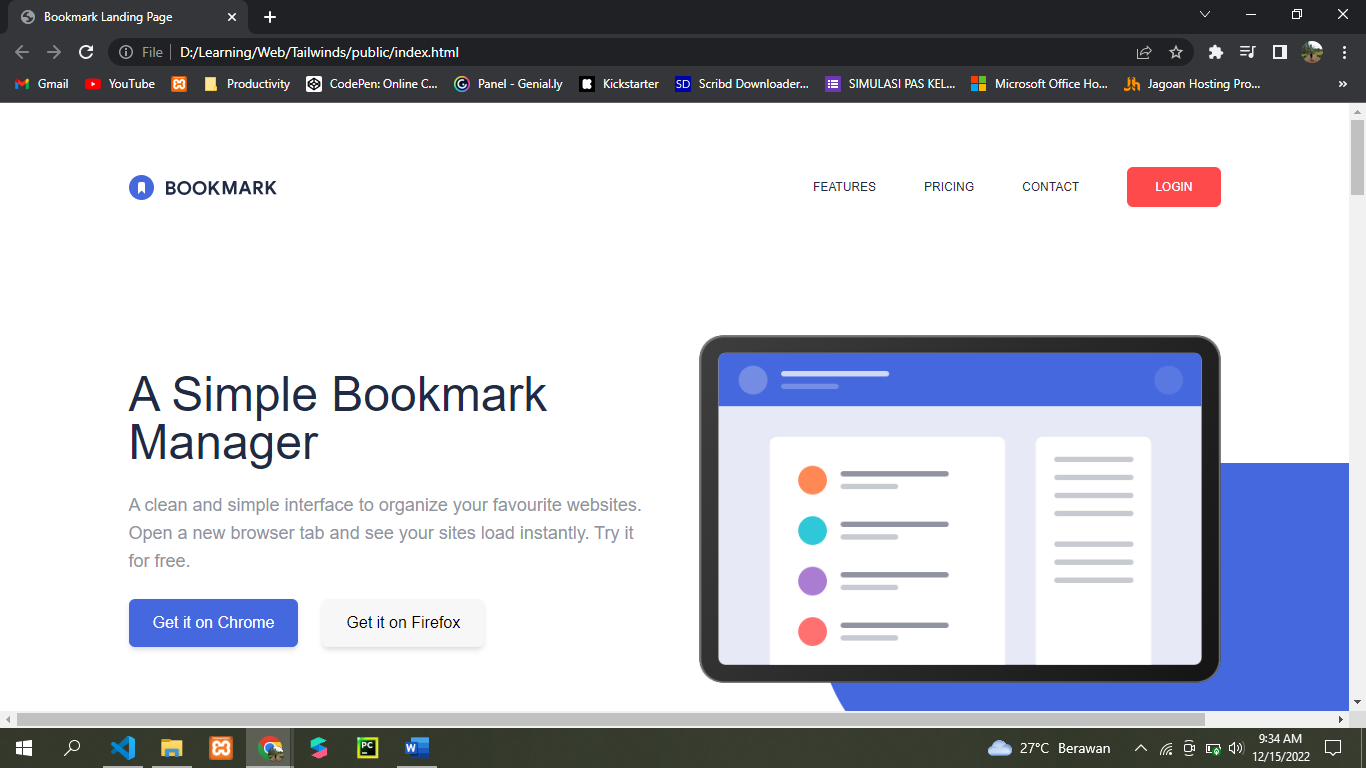 Bookmark Landing Page
File
D:/Learning/Web/Tailwinds/public/index.html
Gmail YouTube Productivity CodePen: Online C... Panel - Genial.ly Kickstarter SD Scribd Downloader... SIMULASI PAS KEL... Microsoft Office Ho... Jagoan Hosting Pro... »
BOOKMARK FEATURES PRICING CONTACT LOGIN
A Simple Bookmark
Manager
A clean and simple interface to organize your favourite websites.
Open a new browser tab and see your sites load instantly. Try it
for free.
Get it on Chrome Get it on Firefox
PC W 27°C Berawan 9:34 AM
12/15/2022